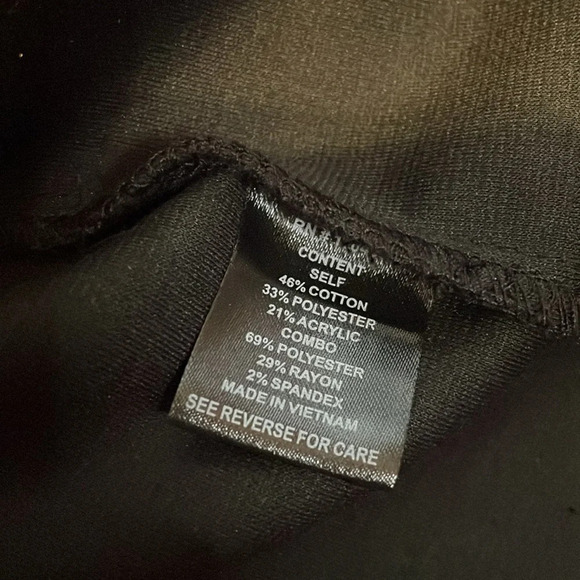 RN #
CONTENT
SELF
46% COTTON
33% POLYESTER
21% ACRYLIC
COMBO
69% POLYESTER
29% RAYON
2% SPANDEX
MADE IN VIETNAM
SEE REVERSE FOR CARE